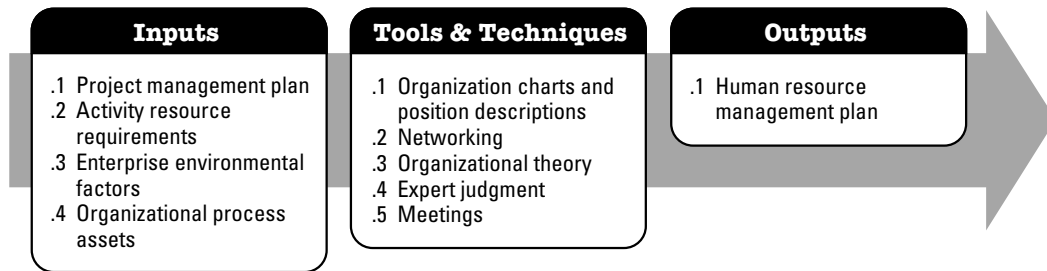 Inputs
.1 Project management plan
.2 Activity resource
requirements
.3 Enterprise environmental
factors
.4 Organizational process
assets
Tools & Techniques
.1 Organization charts and
position descriptions
.2 Networking
.3 Organizational theory
.4 Expert judgment
.5 Meetings
Outputs
.1 Human resource
management plan